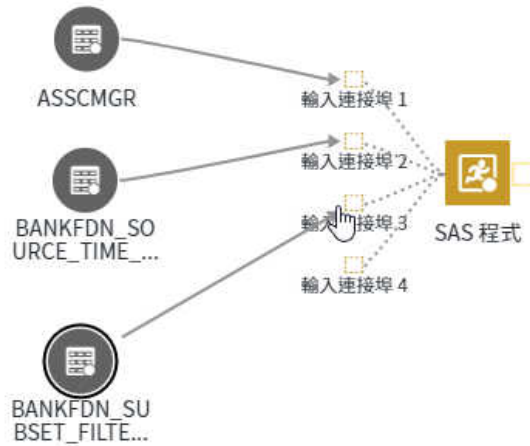 ASSCMGR
輸入連接埠 1
輸入連接埠 2
BANKFDN_SO
URCE_TIME_...
輸入 接埠 3
SAS 程式
輸入連接埠 4
BANKFDN_SU
BSET_FILTE...